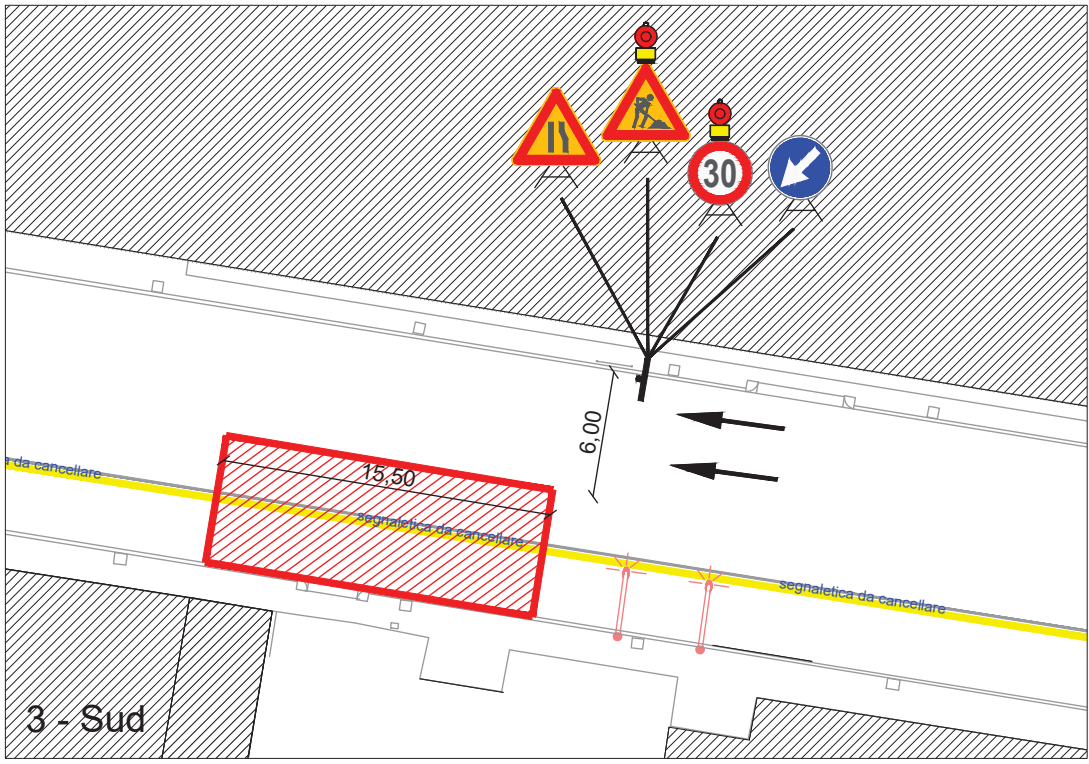 30
6,00
a da cancellare
15,50
segnaletica da cancellare
segnaletica da cancellare
3 - Sud